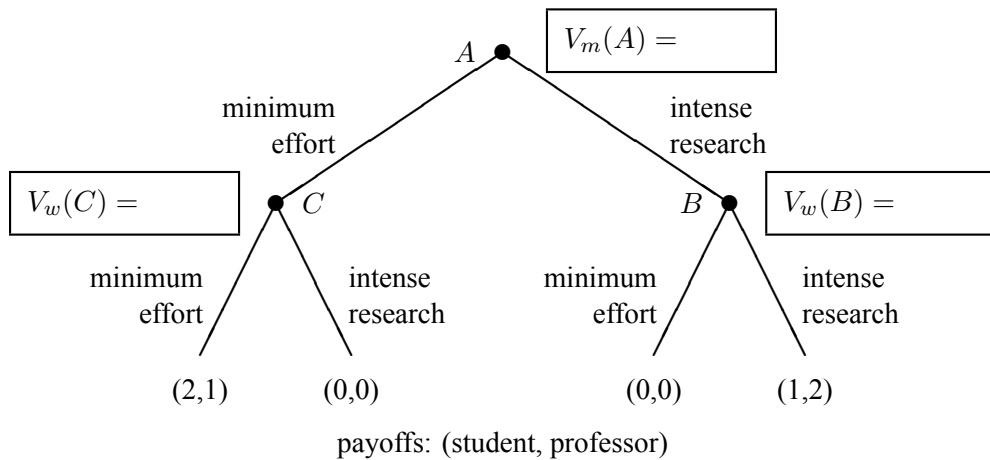 A
V_m(A) =
minimum
effort
intense
research
V_w(C) =
C
B
V_w(B) =
minimum
effort
intense
research
minimum
effort
intense
research
(2,1)
(0,0)
(0,0)
(1,2)
payoffs: (student, professor)